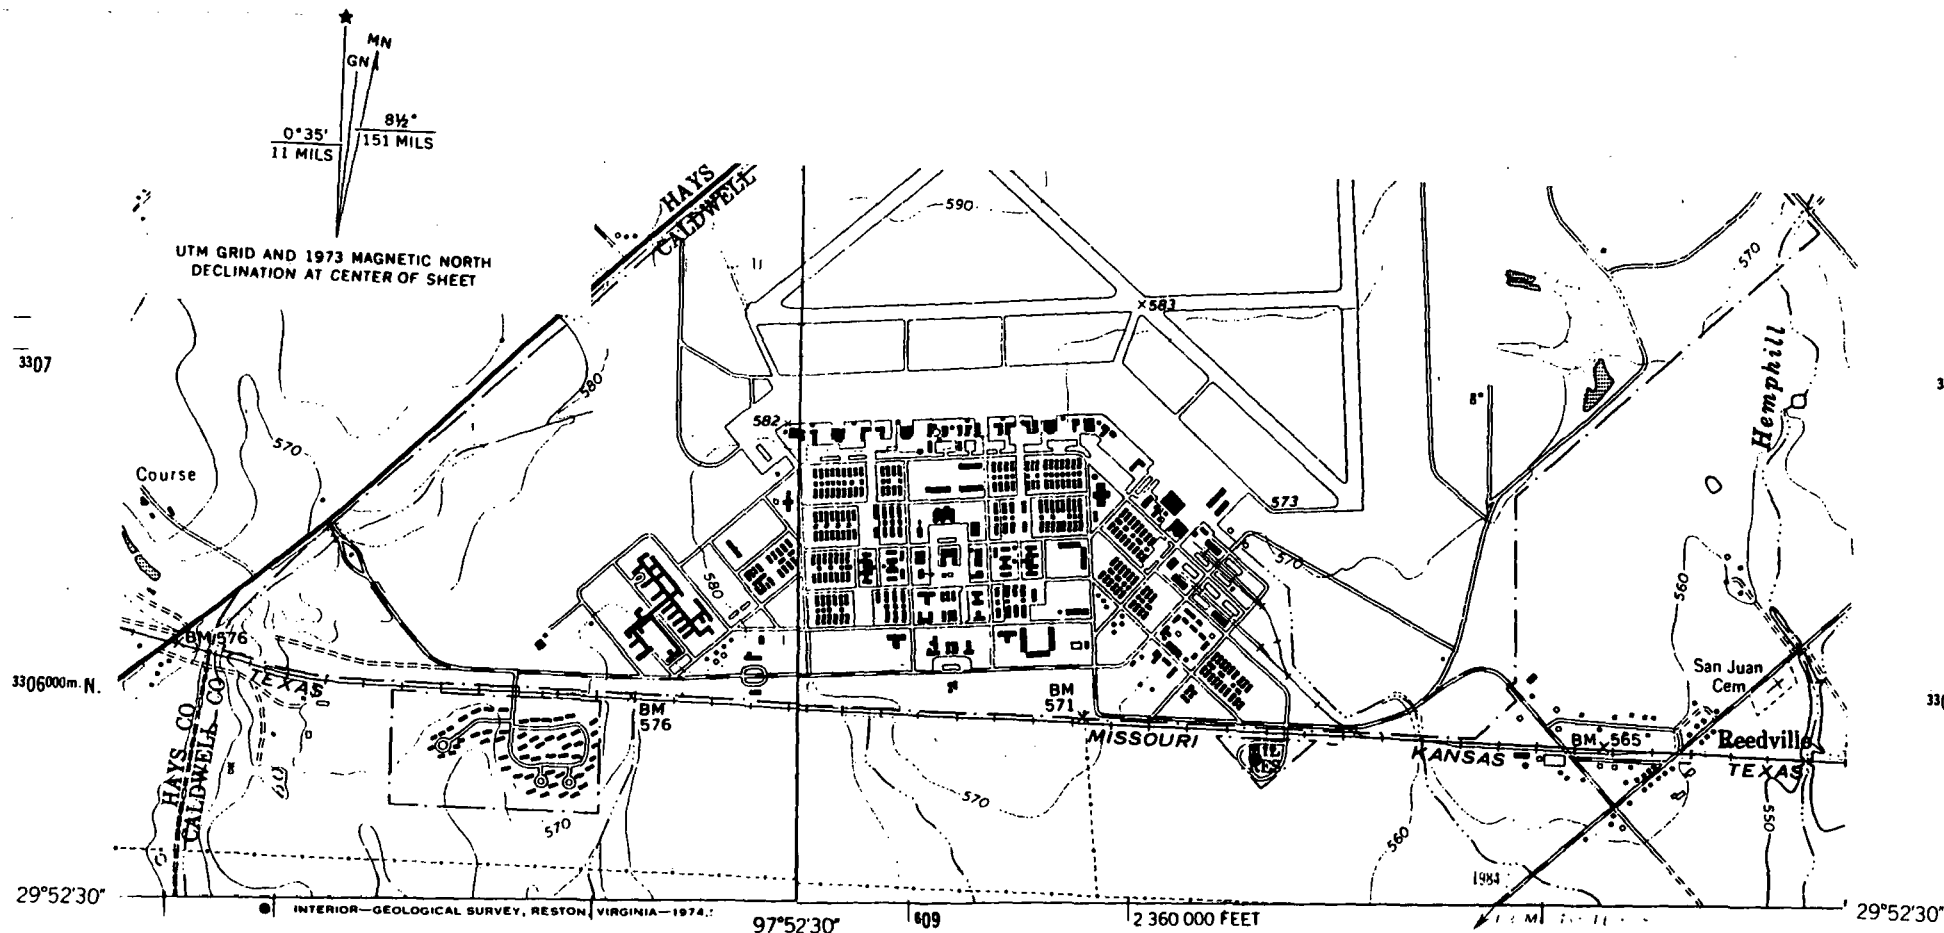 MN
GN
0°35'
11 MILS
8½°
151 MILS
UTM GRID AND 1973 MAGNETIC NORTH
DECLINATION AT CENTER OF SHEET
HAYS
CALDWELL
590
570
583
3307
580
Hemphill
8°
582
570
Course
573
570
580
560
BM 576
San Juan
Cem
3306000m. N.
TEXAS
BM
576
BM
571
MISSOURI
KANSAS
BM 565
Reedville
TEXAS
HAYS CO
CALDWELL CO
570
570
560
550
1984
29°52'30"
INTERIOR—GEOLOGICAL SURVEY, RESTON, VIRGINIA—1974
97°52'30"
609
2 360 000 FEET
29°52'30"